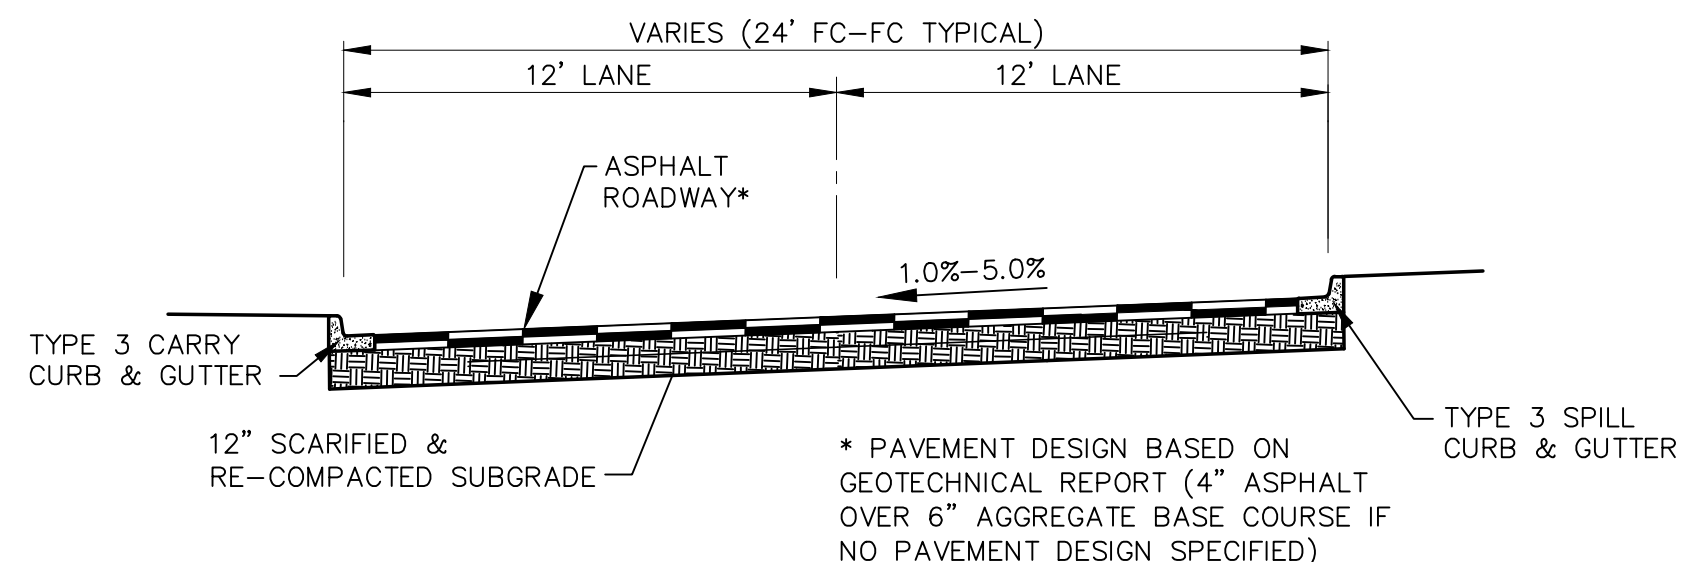 VARIES (24' FC-FC TYPICAL)
12' LANE
12' LANE
ASPHALT
ROADWAY*
1.0%-5.0%
TYPE 3 CARRY
CURB & GUTTER
TYPE 3 SPILL
CURB & GUTTER
12" SCARIFIED &
RE-COMPACTED SUBGRADE
* PAVEMENT DESIGN BASED ON
GEOTECHNICAL REPORT (4" ASPHALT
OVER 6" AGGREGATE BASE COURSE IF
NO PAVEMENT DESIGN SPECIFIED)